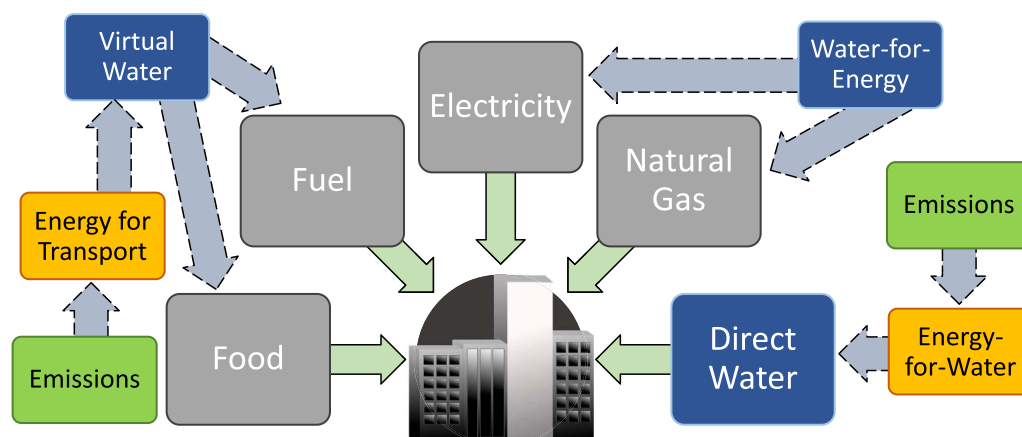 Virtual
Water
Electricity
Water-for-
Energy
Fuel
Natural
Gas
Energy for
Transport
Emissions
Food
Emissions
Direct
Water
Energy-
for-Water